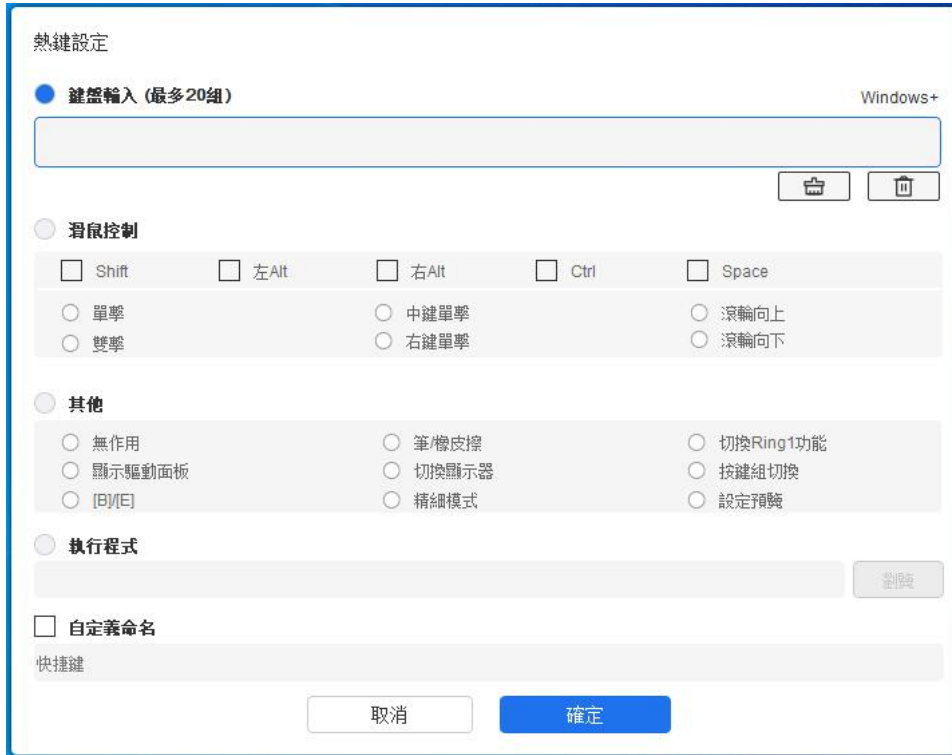 熱鍵設定
鍵盤輸入 (最多20組) Windows+
滑鼠控制
Shift 左Alt 右Alt Ctrl Space
單擊 中鍵單擊 滾輪向上
雙擊 右鍵單擊 滾輪向下
其他
無作用 筆/橡皮擦 切換Ring1功能
顯示驅動面板 切換顯示器 按鍵組切換
[B]/[E] 精細模式 設定預覽
執行程式
瀏覽
自定義命名
快捷鍵
取消 確定